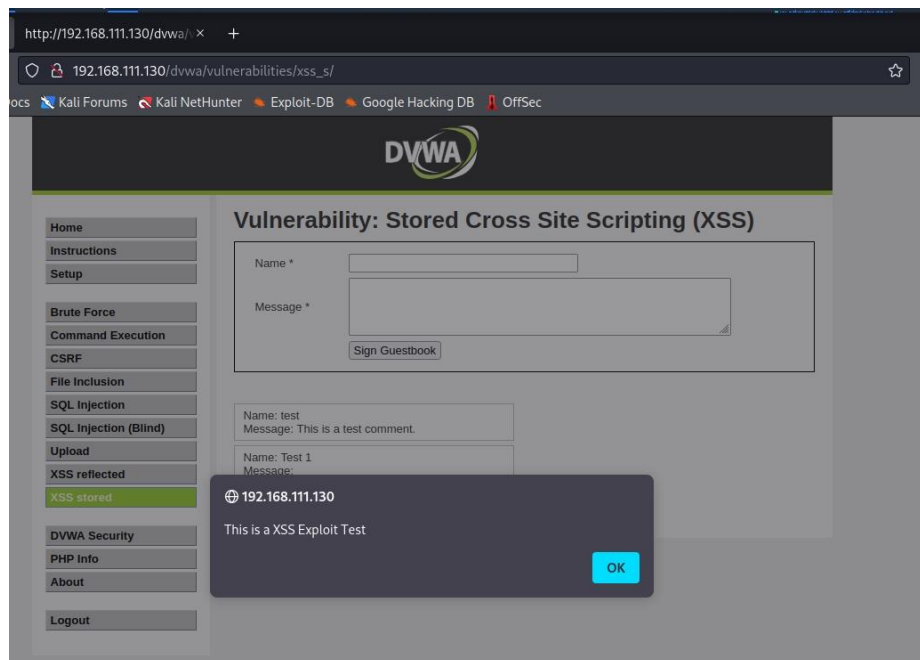 http://192.168.111.130/dvwa/
192.168.111.130/dvwa/vulnerabilities/xss_s/
ocs Kali Forums Kali NetHunter Exploit-DB Google Hacking DB OffSec
DVWA
Home
Instructions
Setup
Brute Force
Command Execution
CSRF
File Inclusion
SQL Injection
SQL Injection (Blind)
Upload
XSS reflected
XSS stored
DVWA Security
PHP Info
About
Logout
Vulnerability: Stored Cross Site Scripting (XSS)
Name *
Message *
Sign Guestbook
Name: test
Message: This is a test comment.
Name: Test 1
Message:
192.168.111.130
This is a XSS Exploit Test
OK